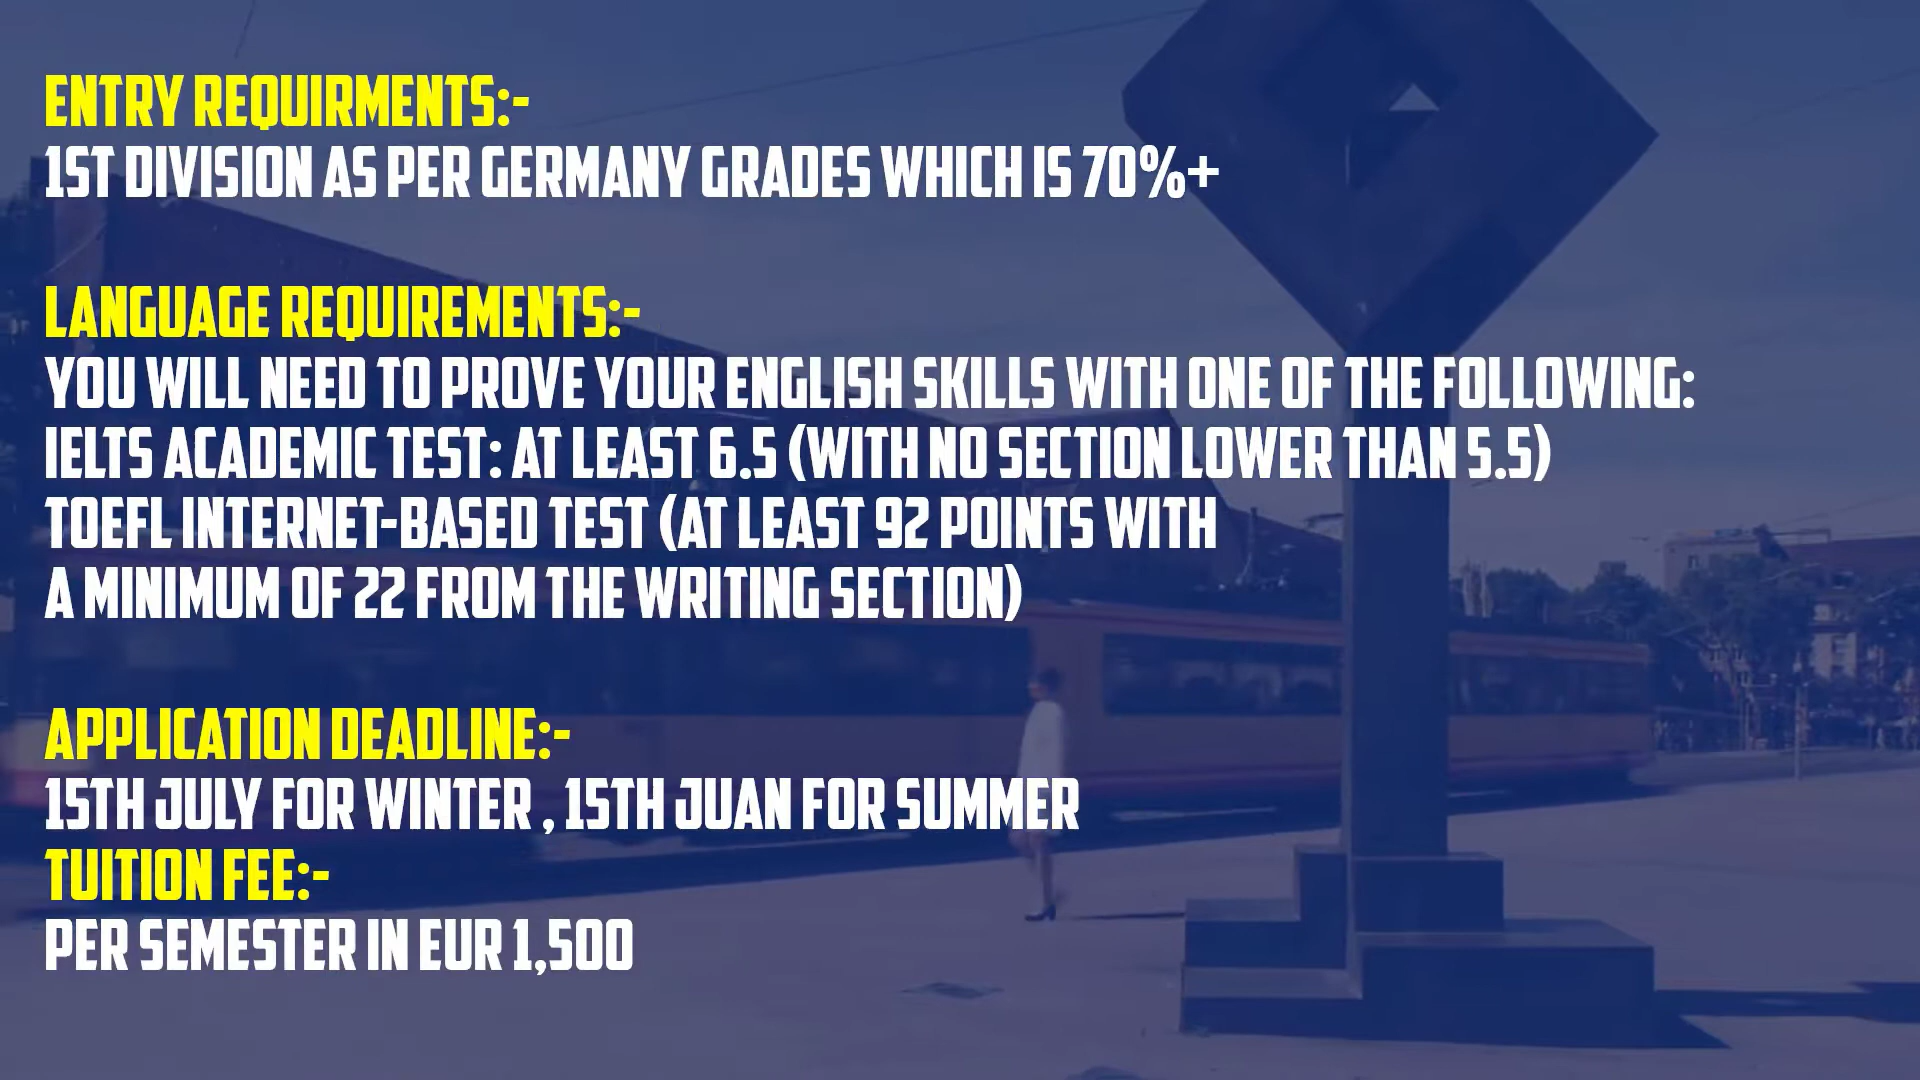 ENTRY REQUIRMENTS:-
1ST DIVISION AS PER GERMANY GRADES WHICH IS 70%+
LANGUAGE REQUIREMENTS:-
YOU WILL NEED TO PROVE YOUR ENGLISH SKILLS WITH ONE OF THE FOLLOWING:
IELTS ACADEMIC TEST: AT LEAST 6.5 (WITH NO SECTION LOWER THAN 5.5)
TOEFL INTERNET-BASED TEST (AT LEAST 92 POINTS WITH
A MINIMUM OF 22 FROM THE WRITING SECTION)
APPLICATION DEADLINE:-
15TH JULY FOR WINTER , 15TH JUAN FOR SUMMER
TUITION FEE:-
PER SEMESTER IN EUR 1,500